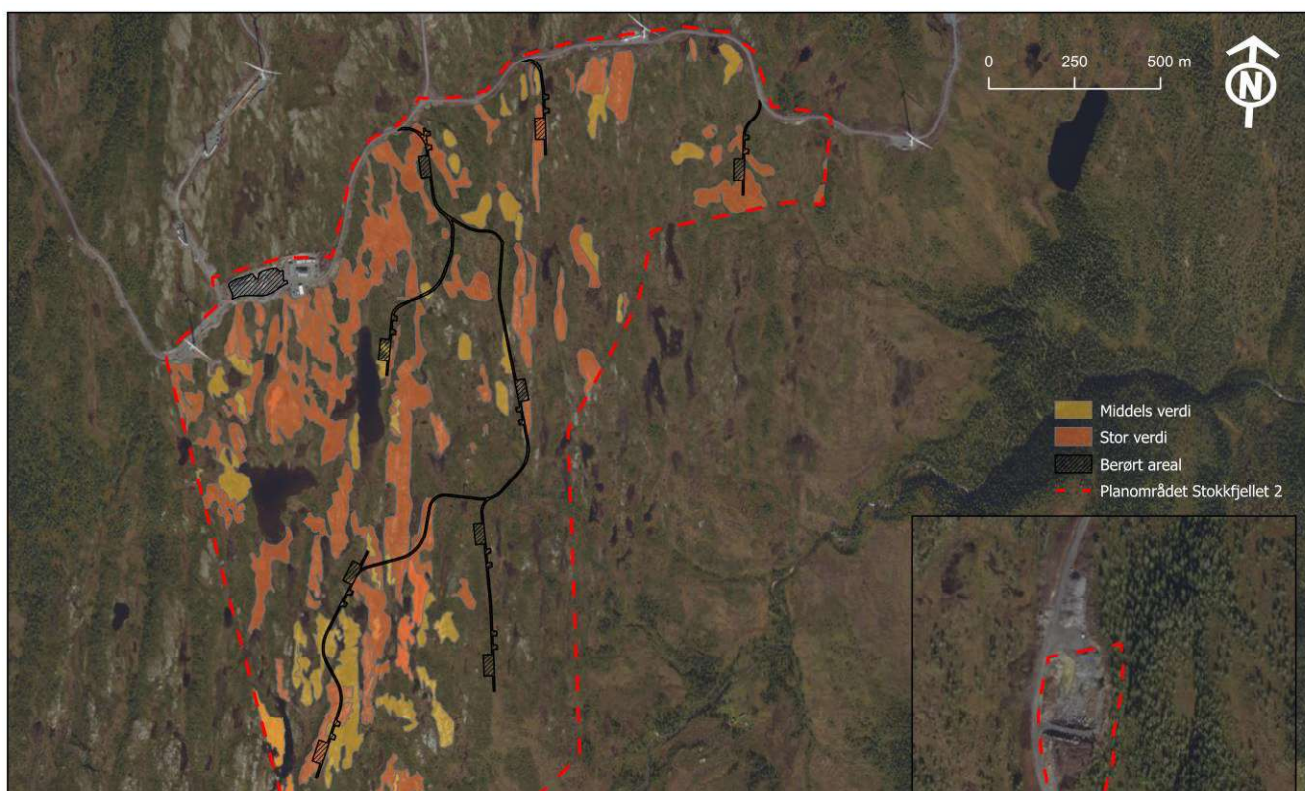 0 250 500 m
N
Middels verdi
Stor verdi
Berørt areal
Planområdet Stokkfjellet 2